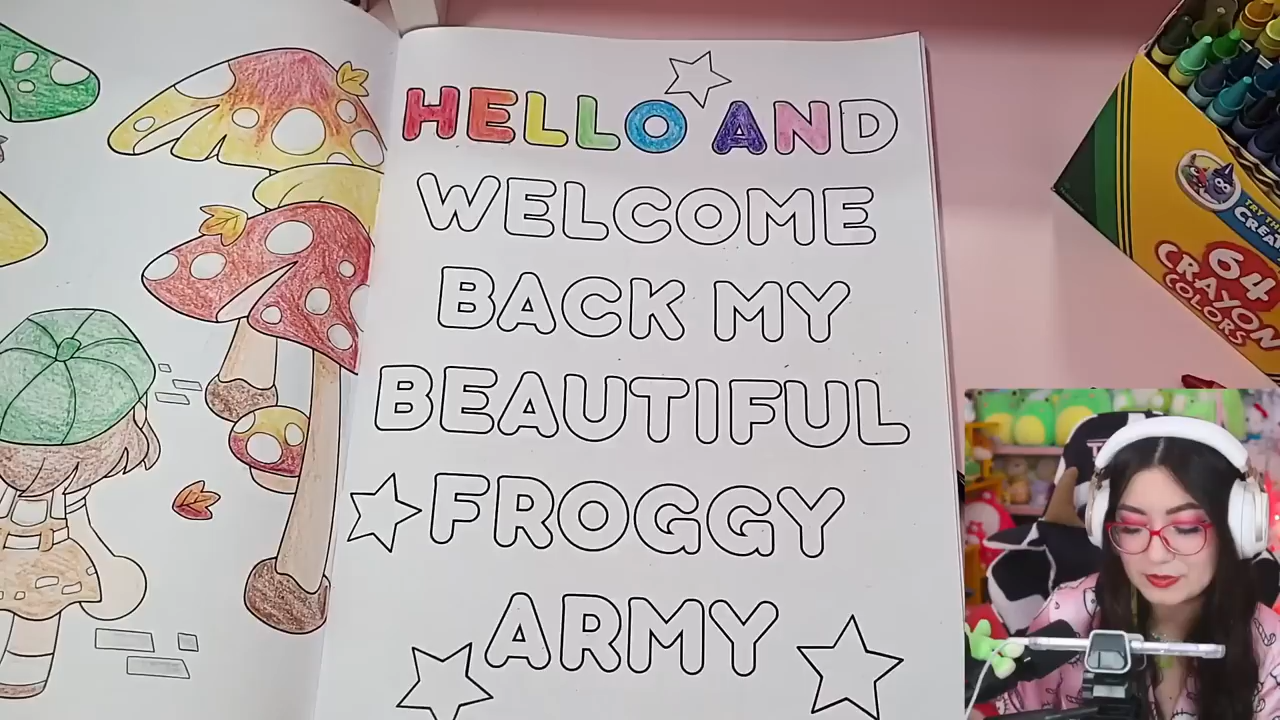 HELLO AND
WELCOME
BACK MY
BEAUTIFUL
FROGGY
ARMY
64
CRAYON
COLORS